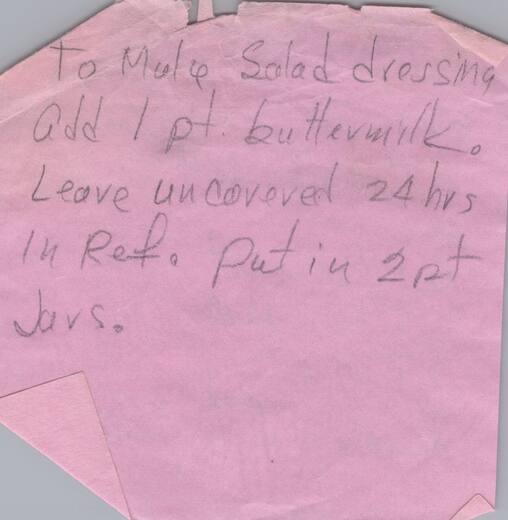 To Make Salad dressing
add 1 pt. buttermilk.
Leave uncovered 24 hrs
In Ref. Put in 2 pt
Jars.